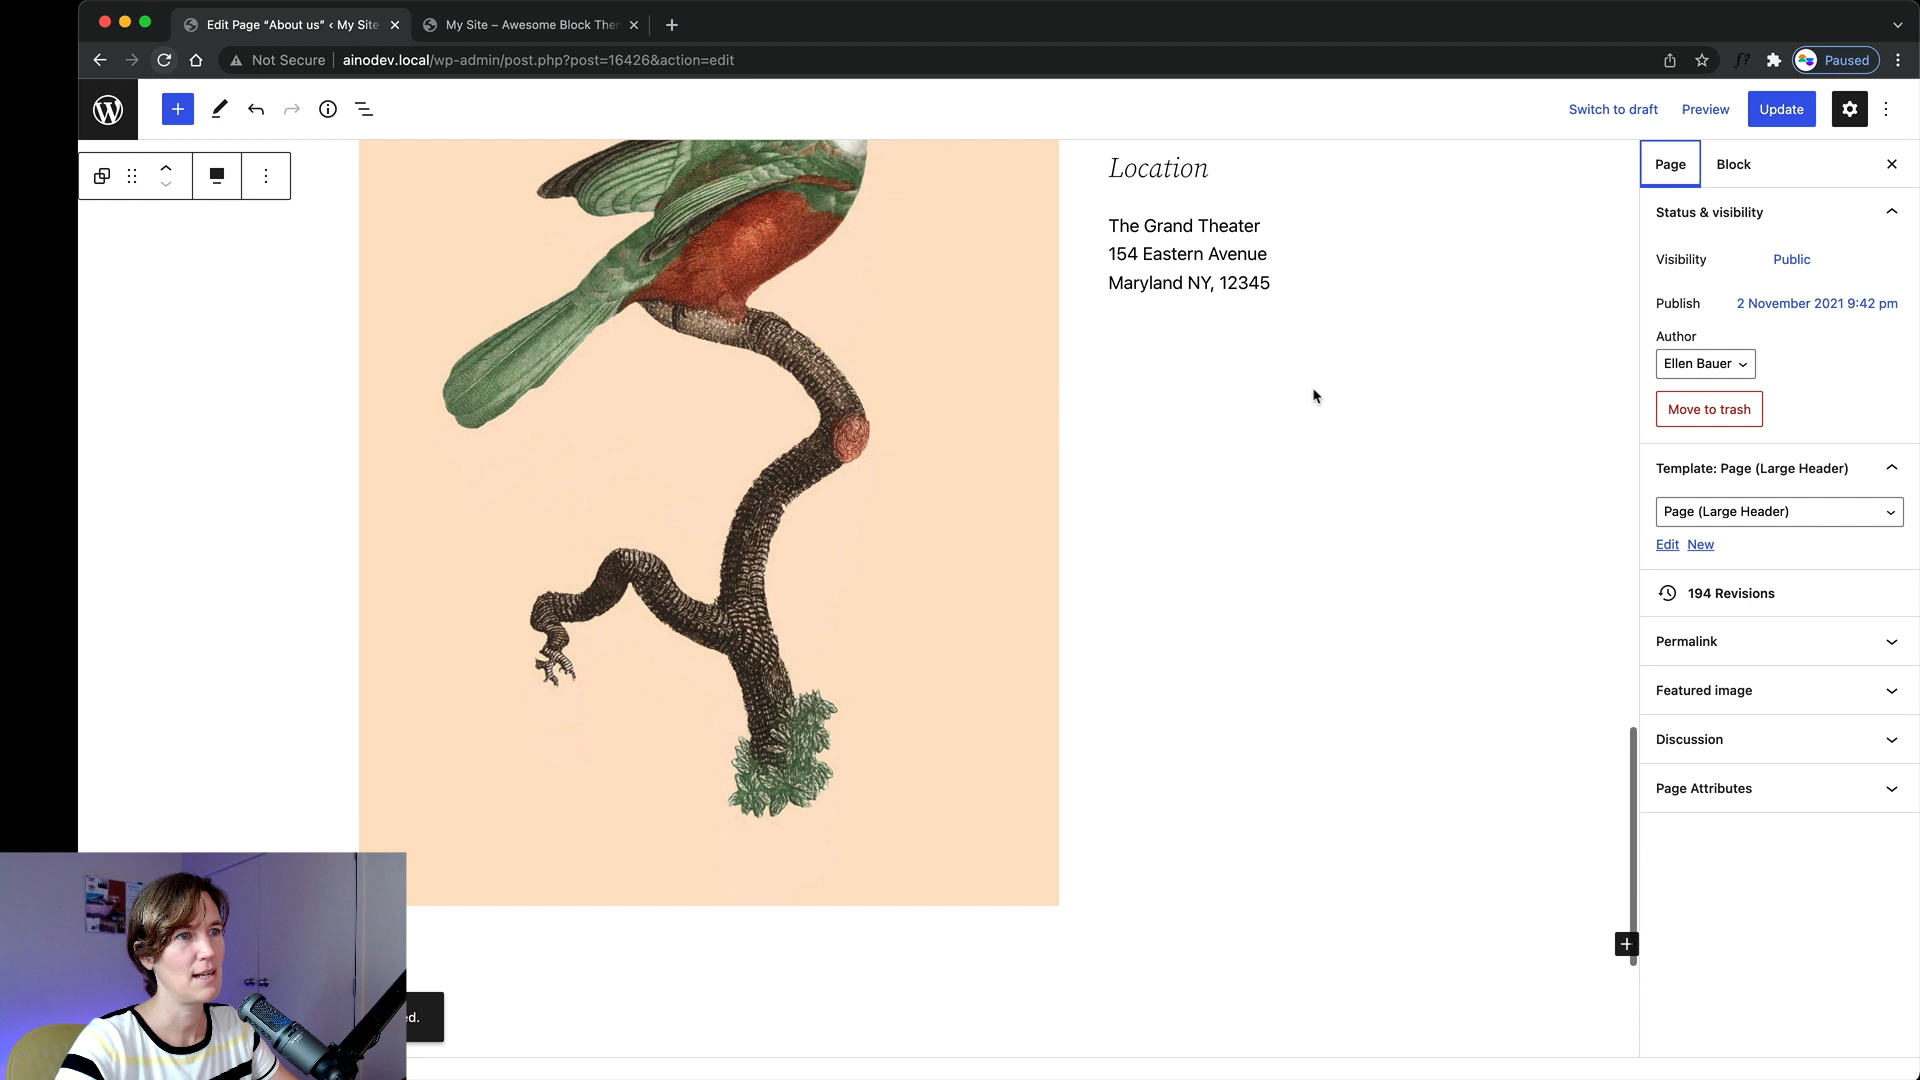 Edit Page “About us” ‹ My Site
My Site – Awesome Block The
Not Secure
ainodev.local/wp-admin/post.php?post=16426&action=edit
f?
Paused
Switch to draft
Preview
Update
Location
The Grand Theater
154 Eastern Avenue
Maryland NY, 12345
Page
Block
Status & visibility
Visibility
Public
Publish
2 November 2021 9:42 pm
Author
Ellen Bauer
Move to trash
Template: Page (Large Header)
Page (Large Header)
Edit
New
194 Revisions
Permalink
Featured image
Discussion
Page Attributes
ed.